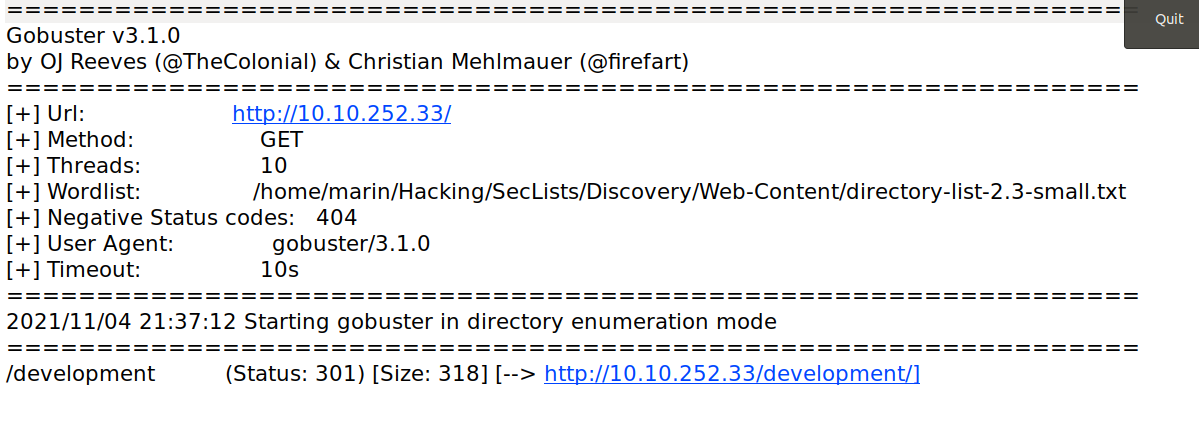 ===============================================================
Quit
Gobuster v3.1.0
by OJ Reeves (@TheColonial) & Christian Mehlmauer (@firefart)
===============================================================
[+] Url: http://10.10.252.33/
[+] Method: GET
[+] Threads: 10
[+] Wordlist: /home/marin/Hacking/SecLists/Discovery/Web-Content/directory-list-2.3-small.txt
[+] Negative Status codes: 404
[+] User Agent: gobuster/3.1.0
[+] Timeout: 10s
===============================================================
2021/11/04 21:37:12 Starting gobuster in directory enumeration mode
===============================================================
/development (Status: 301) [Size: 318] [--> http://10.10.252.33/development/]